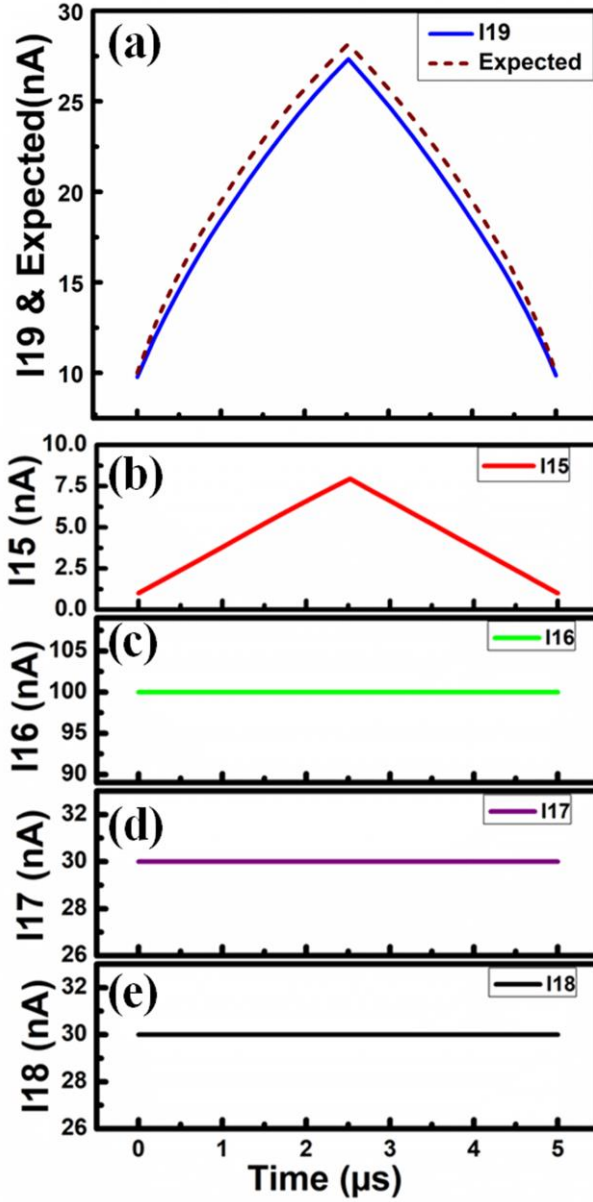 (a)
I19
Expected
I19 & Expected(nA)
30
25
20
15
10
(b)
I15
I15 (nA)
10.0
7.5
5.0
2.5
0.0
(c)
I16
I16 (nA)
105
100
95
90
(d)
I17
I17 (nA)
32
30
28
26
(e)
I18
I18 (nA)
32
30
28
26
0 1 2 3 4 5
Time (µs)